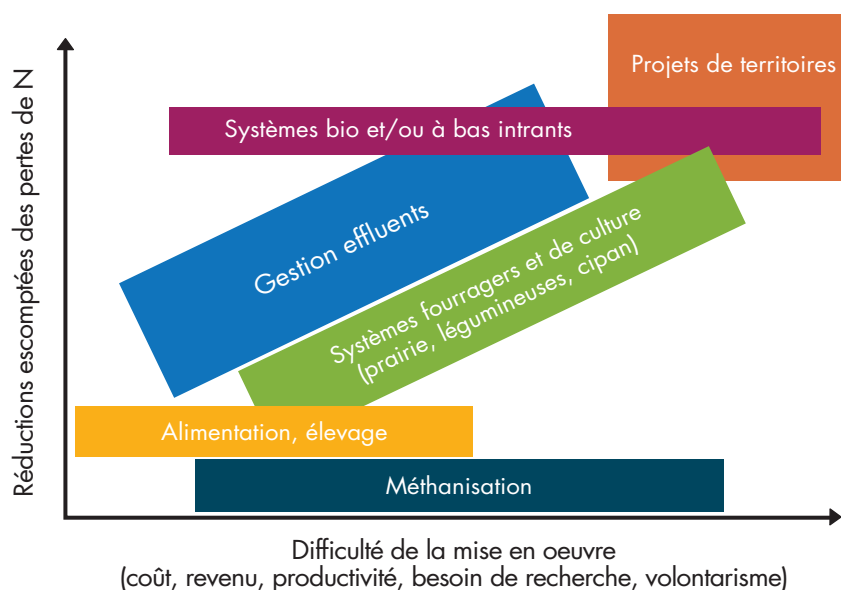 Réductions escomptées des pertes de N
Projets de territoires
Systèmes bio et/ou à bas intrants
Gestion effluents
Systèmes fourragers et de culture
(prairie, légumineuses, cipan)
Alimentation, élevage
Méthanisation
Difficulté de la mise en oeuvre
(coût, revenu, productivité, besoin de recherche, volontarisme)